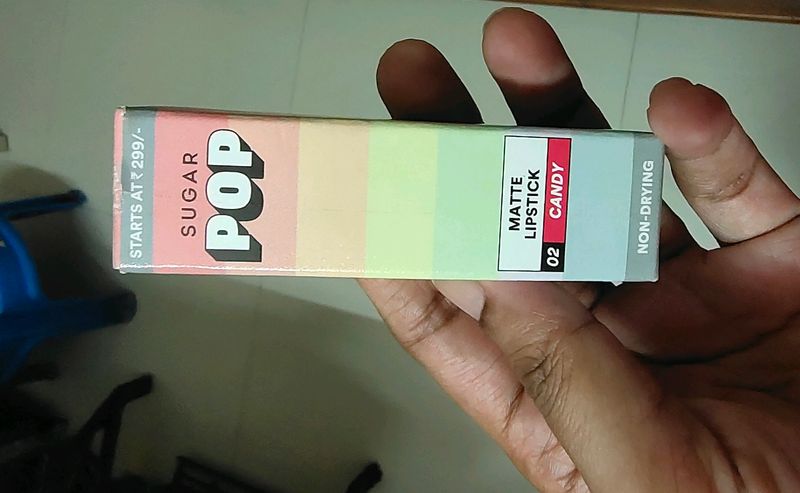 STARTS AT ₹ 299/-
SUGAR
POP
MATTE
LIPSTICK
02 CANDY
NON-DRYING